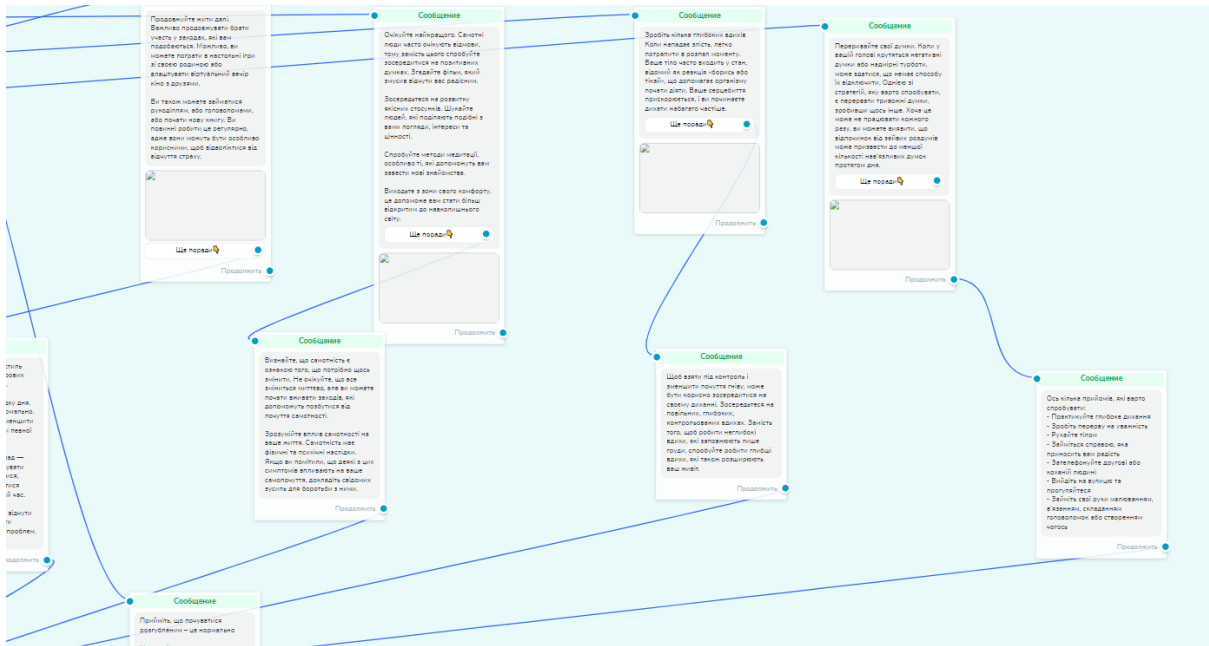 Продовжуйте жити далі.
Важливо продовжувати брати
участь у заходах, які вам
подобаються. Можливо, ви
можете пограти в настільні ігри
зі своєю родиною або
влаштувати віртуальний вечір
кіно з друзями.
Ви також можете займатися
рукоділлям, або головоломами,
або почати нову книгу. Ви
повинні робити це регулярно,
адже вони можуть бути особливо
корисними, щоб відволіктися від
відчуття страху.
Ще поради👇
Продолжить
Сообщение
Очікуйте найкращого. Самотні
люди часто очікують відмови,
тому замість цього спробуйте
зосередитися на позитивних
думках. Згадайте фільм, який
змусив відчути вас радісним.
Зосередьтеся на розвитку
якісних стосунків. Шукайте
людей, які поділяють подібні з
вами погляди, інтереси та
цінності.
Спробуйте методи медитації,
особливо ті, які допоможуть вам
завести нові знайомства.
Виходьте з зони свого комфорту,
це допоможе вам стати більш
відкритим до навколишнього
світу.
Ще поради👇
Продолжить
Сообщение
Зробіть кілька глибоких вдихів
Коли нападає злість, легко
потрапити в розпал моменту.
Ваше тіло часто входить у стан,
відомий як реакція «борись або
тікай», що допомагає організму
почати діяти. Ваше серцебиття
прискорюється, і ви починаєте
дихати набагато частіше.
Ще поради👇
Продолжить
Сообщение
Переривайте свої думки. Коли у
вашій голові крутяться негативні
думки або надмірні турботи,
може здатися, що немає способу
їх відключити. Однією зі
стратегій, яку варто спробувати,
є перервати тривожні думки,
зробивши щось інше. Хоча це
може не працювати кожного
разу, ви можете виявити, що
відпочинок від зайвих роздумів
може призвести до меншої
кількості нав'язливих думок
протягом дня.
Ще поради👇
Продолжить
Сообщение
Визнайте, що самотність є
ознакою того, що потрібно щось
змінити. Не очікуйте, що все
зміниться миттєво, але ви можете
почати вживати заходів, які
допоможуть позбутися від
почуття самотності.
Зрозумійте вплив самотності на
ваше життя. Самотність має
фізичні та психічні наслідки.
Якщо ви помітили, що деякі з цих
симптомів впливають на ваше
самопочуття, докладіть свідомих
зусиль для боротьби з ними.
Продолжить
Сообщение
Щоб взяти під контроль і
зменшити почуття гніву, може
бути корисно зосередитися на
своєму диханні. Зосередьтеся на
повільних, глибоких,
контрольованих вдихах. Замість
того, щоб робити неглибокі
вдихи, які заповнюють лише
груди, спробуйте робити глибші
вдихи, які також розширюють
ваш живіт.
Продолжить
Сообщение
Ось кілька прийомів, які варто
спробувати:
- Практикуйте глибоке дихання
- Зробіть перерву на уважність
- Рухайте тілом
- Займіться справою, яка
приносить вам радість
- Зателефонуйте другові або
коханій людині
- Вийдіть на вулицю та
прогуляйтеся
- Займіть свої руки малюванням,
в'язанням, складанням
головоломок або створенням
чогось
Продолжить
Сообщение
Прийміть, що почуватися
розгубленим – це нормально